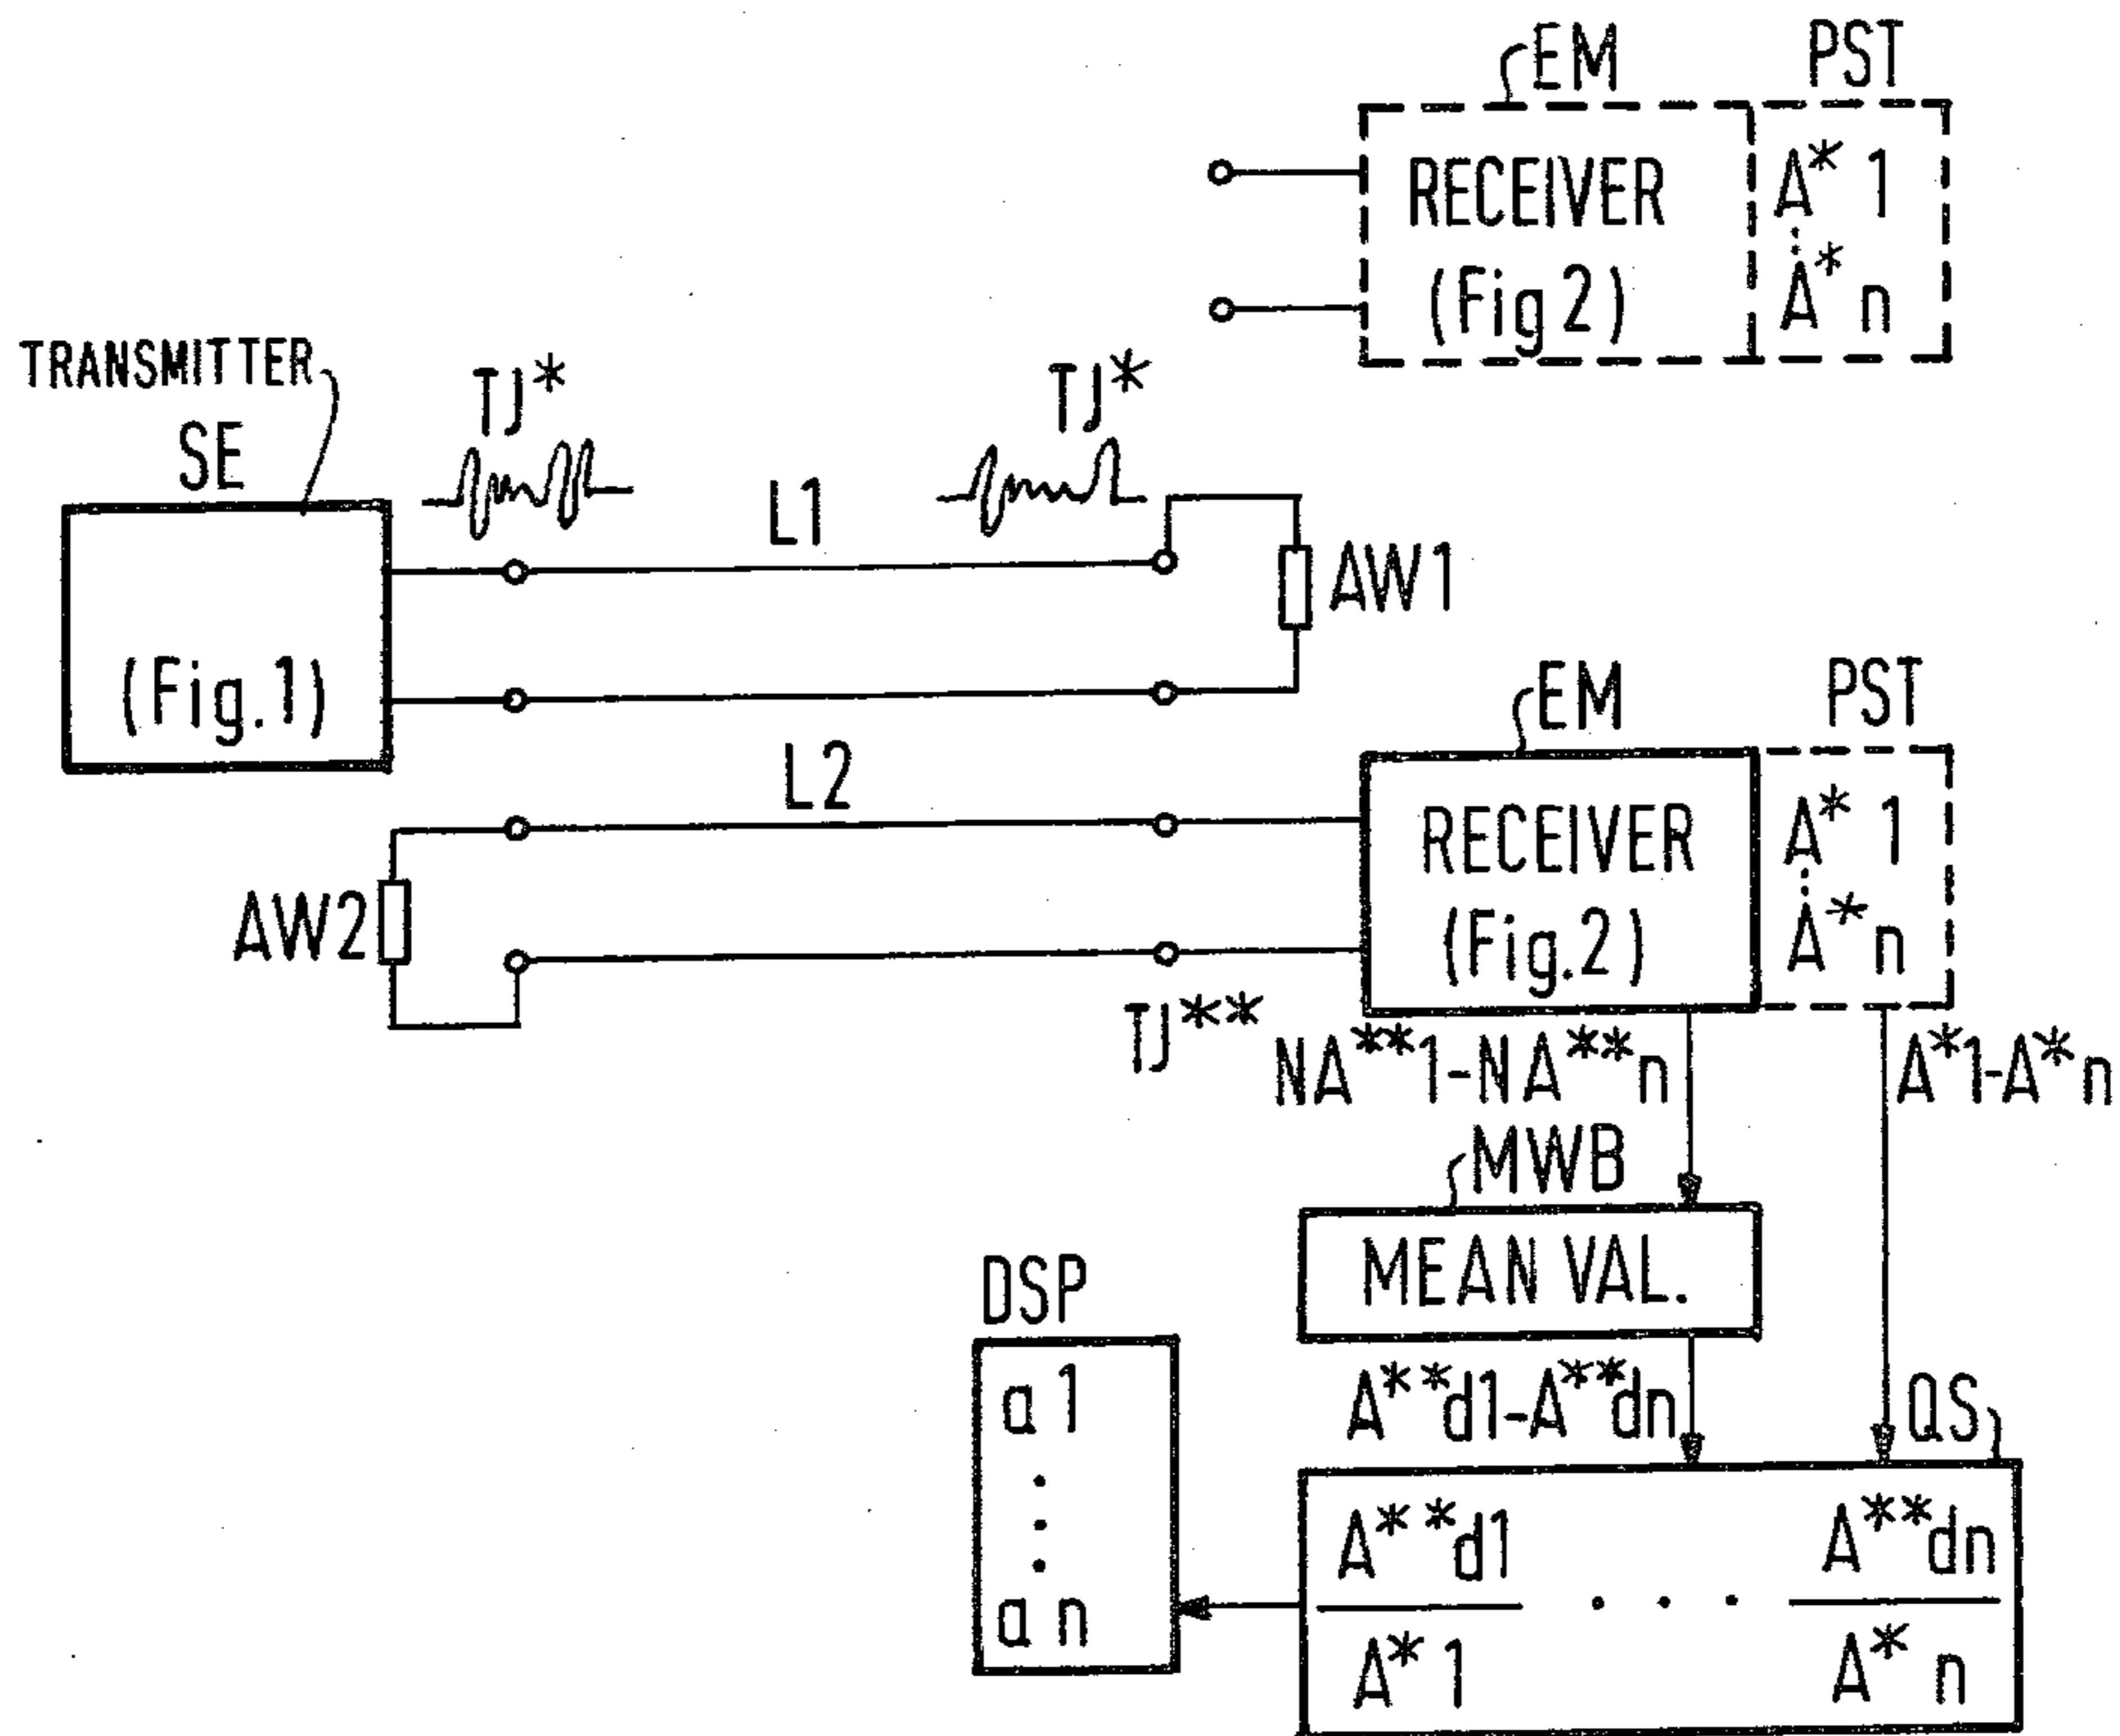 EM
PST
RECEIVER
(Fig 2)
A* 1
A* n
TRANSMITTER
SE
(Fig.1)
TJ*
TJ*
L1
AW1
L2
AW2
EM
PST
RECEIVER
(Fig.2)
A* 1
A* n
TJ**
NA**1-NA**n
A*1-A*n
MWB
MEAN VAL.
A**d1-A**dn
QS
DSP
a 1
a n
A**d1
A* 1
A**dn
A* n